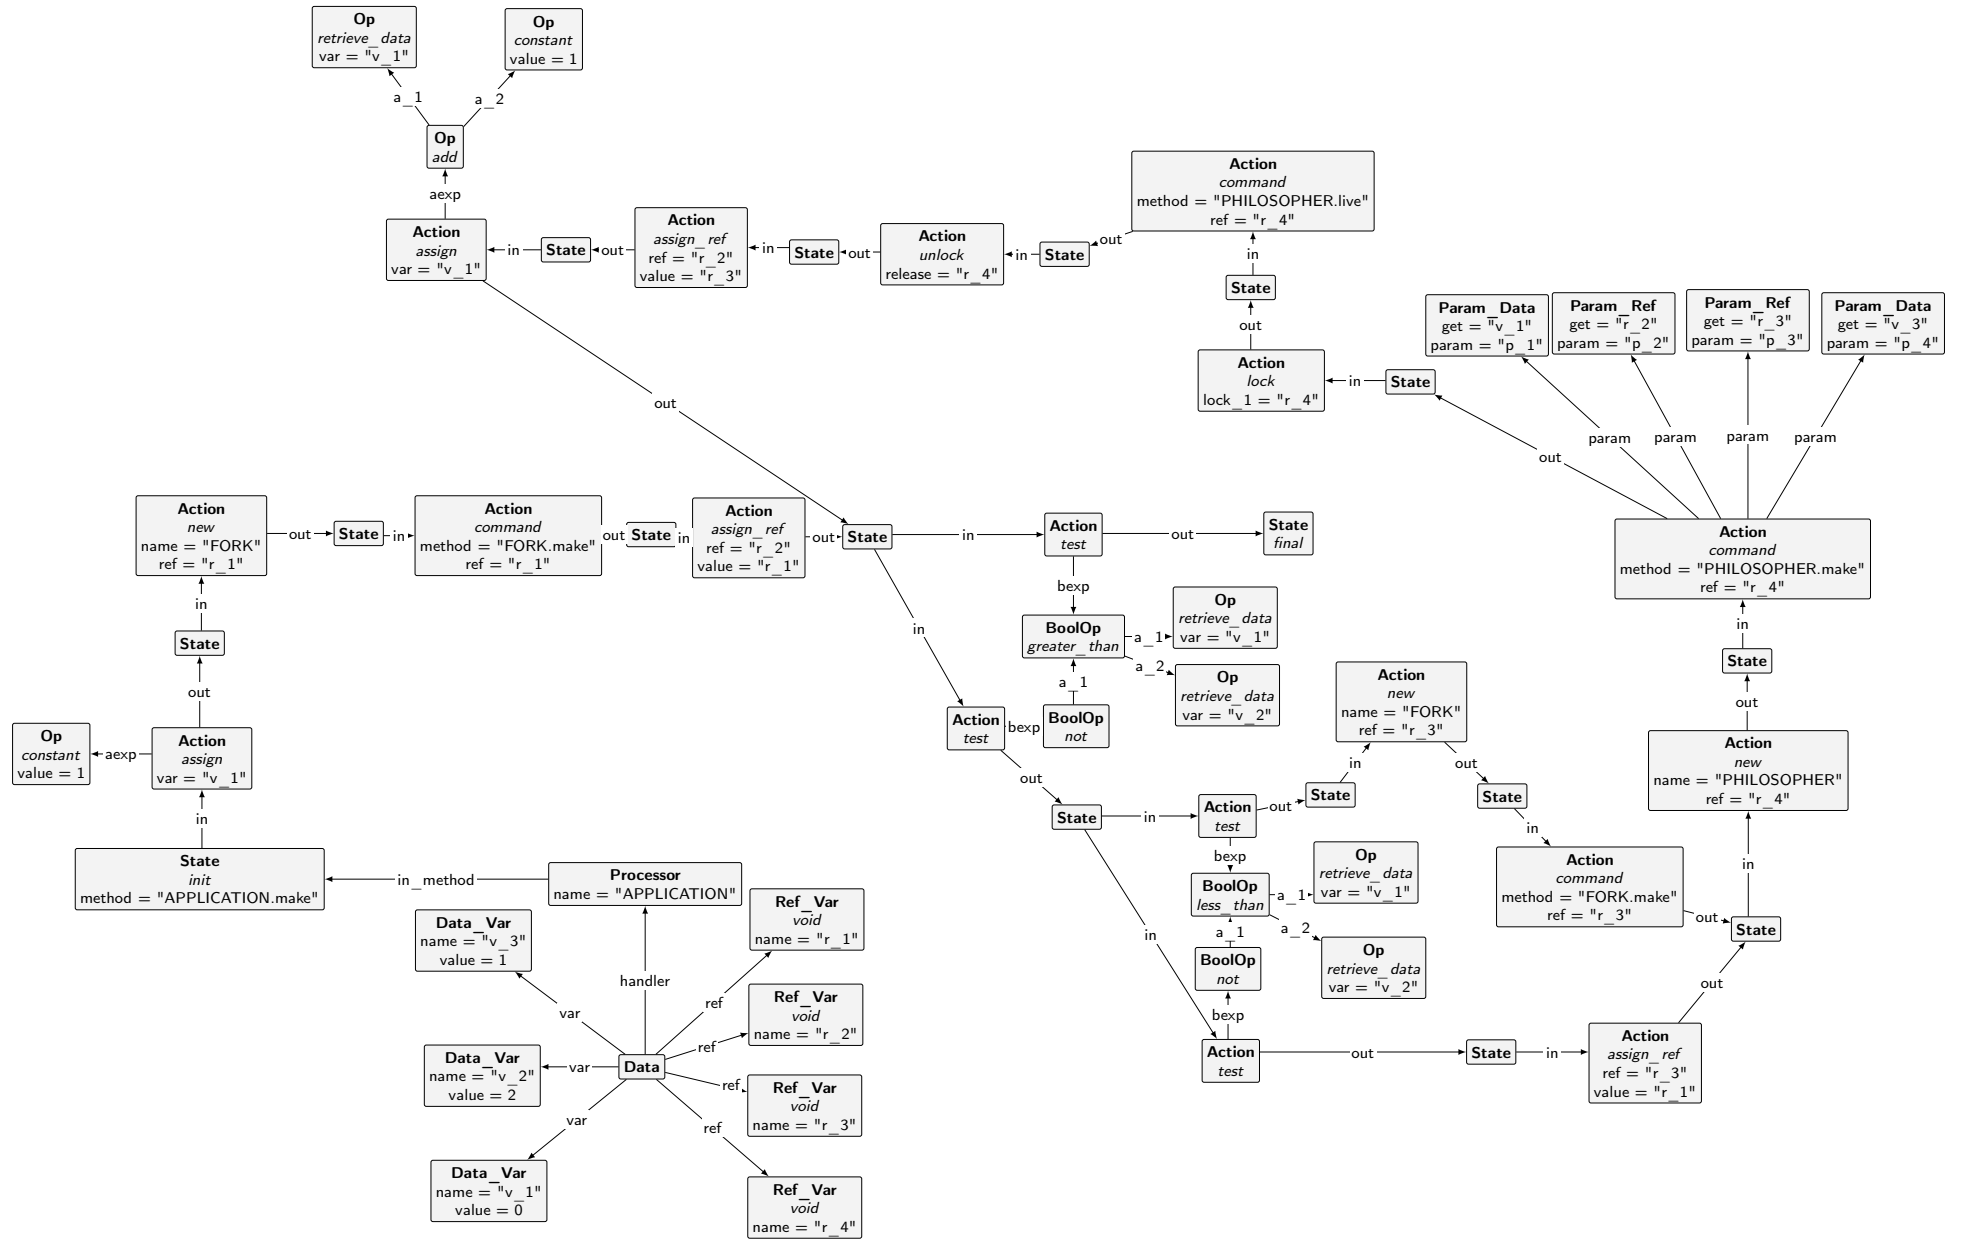 Op
retrieve_data
var = "v_1"
Op
constant
value = 1
a_1
a_2
Op
add
aexp
Action
assign
var = "v_1"
in
State
out
Action
assign_ref
ref = "r_2"
value = "r_3"
in
State
out
Action
unlock
release = "r_4"
in
State
out
Action
command
method = "PHILOSOPHER.live"
ref = "r_4"
in
State
out
Action
lock
lock_1 = "r_4"
in
State
out
Param_Data
get = "v_1"
param = "p_1"
Param_Ref
get = "r_2"
param = "p_2"
Param_Ref
get = "r_3"
param = "p_3"
Param_Data
get = "v_3"
param = "p_4"
param
param
param
param
Action
command
method = "PHILOSOPHER.make"
ref = "r_4"
in
State
out
Action
new
name = "PHILOSOPHER"
ref = "r_4"
in
State
out
Action
new
name = "FORK"
ref = "r_1"
out
State
in
Action
command
method = "FORK.make"
ref = "r_1"
out
State
in
Action
assign_ref
ref = "r_2"
value = "r_1"
out
State
in
Action
test
out
State
final
bexp
BoolOp
greater_than
a_1
Op
retrieve_data
var = "v_1"
a_2
Op
retrieve_data
var = "v_2"
a_1
BoolOp
not
bexp
Action
test
in
out
State
in
Action
test
out
State
in
Action
new
name = "FORK"
ref = "r_3"
out
State
in
Action
command
method = "FORK.make"
ref = "r_3"
out
bexp
BoolOp
less_than
a_1
Op
retrieve_data
var = "v_1"
a_2
Op
retrieve_data
var = "v_2"
a_1
BoolOp
not
bexp
in
Action
test
out
State
in
Action
assign_ref
ref = "r_3"
value = "r_1"
out
in
State
out
Op
constant
value = 1
aexp
Action
assign
var = "v_1"
in
State
init
method = "APPLICATION.make"
in_method
Processor
name = "APPLICATION"
handler
Data
Data_Var
name = "v_3"
value = 1
var
Data_Var
name = "v_2"
value = 2
var
Data_Var
name = "v_1"
value = 0
var
Ref_Var
void
name = "r_1"
ref
Ref_Var
void
name = "r_2"
ref
Ref_Var
void
name = "r_3"
ref
Ref_Var
void
name = "r_4"
ref